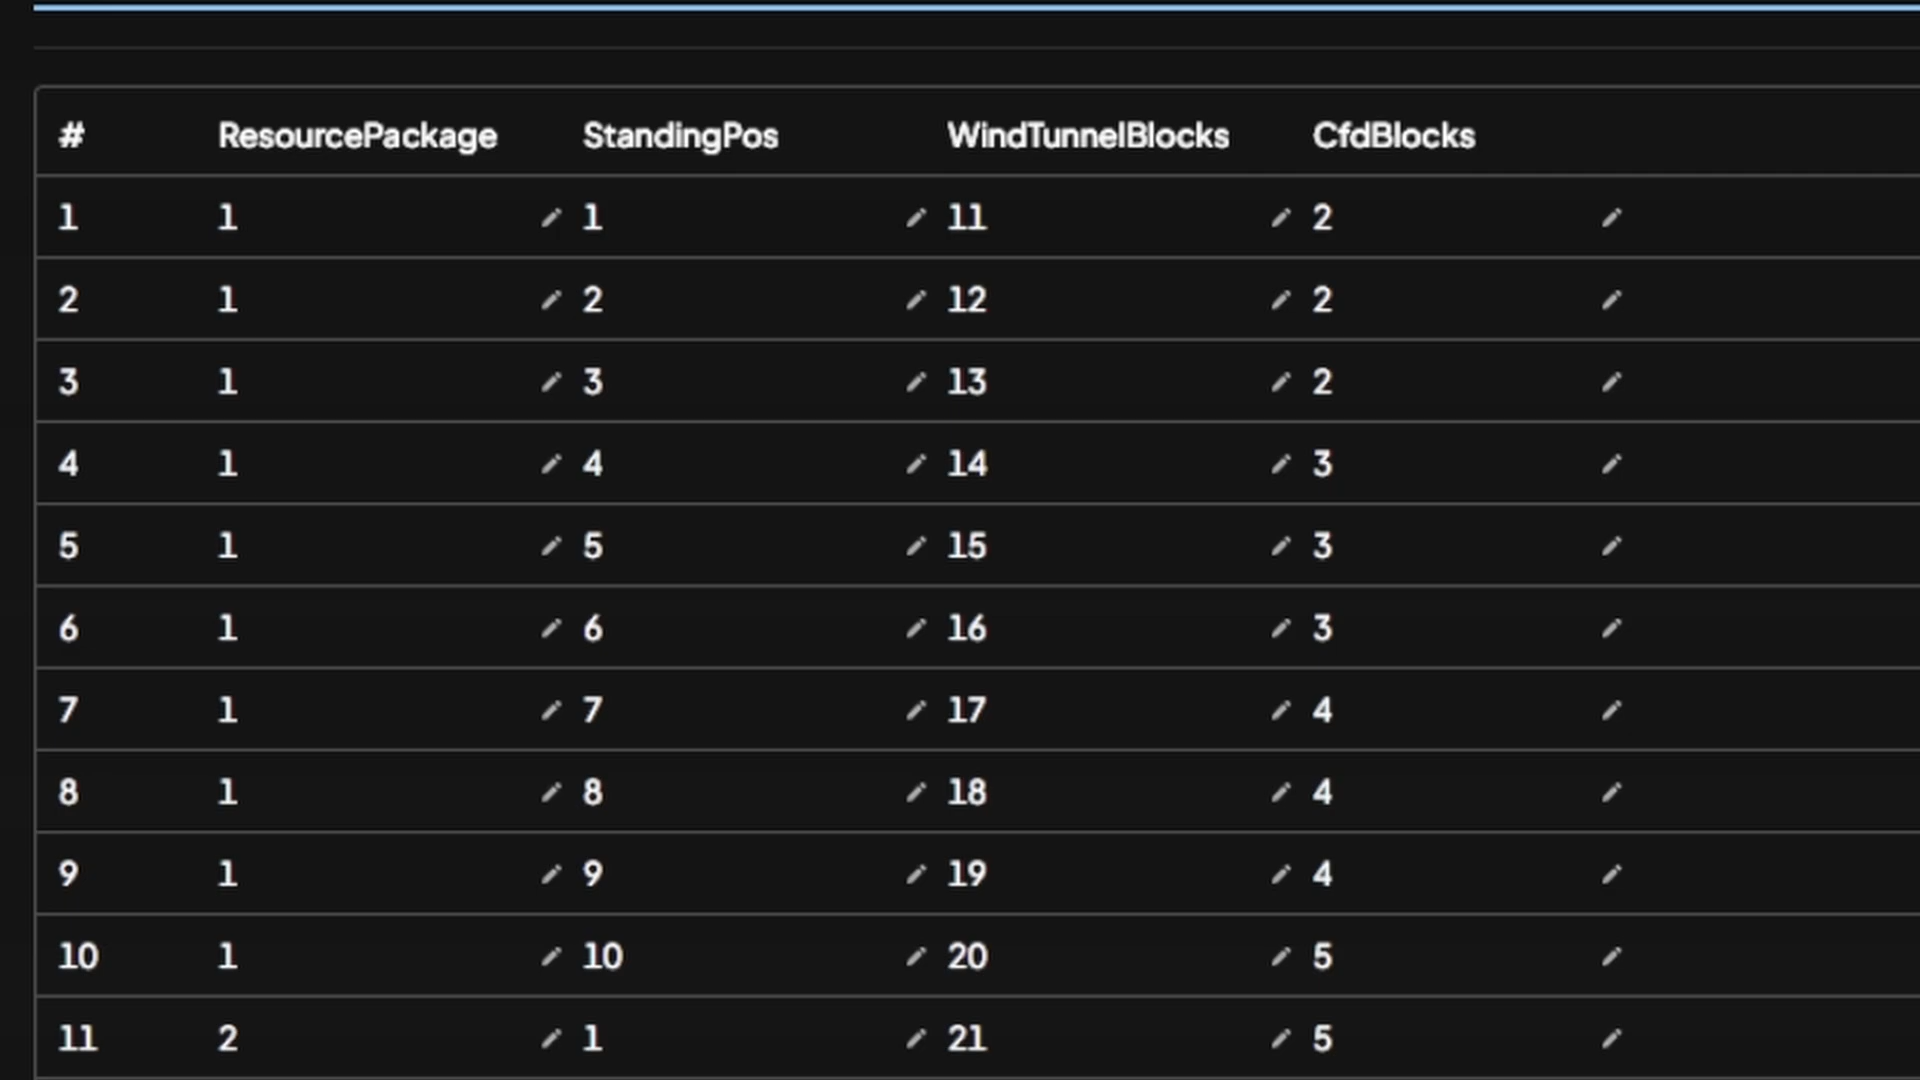 # ResourcePackage StandingPos WindTunnelBlocks CfdBlocks
1 1 1 11 2
2 1 2 12 2
3 1 3 13 2
4 1 4 14 3
5 1 5 15 3
6 1 6 16 3
7 1 7 17 4
8 1 8 18 4
9 1 9 19 4
10 1 10 20 5
11 2 1 21 5